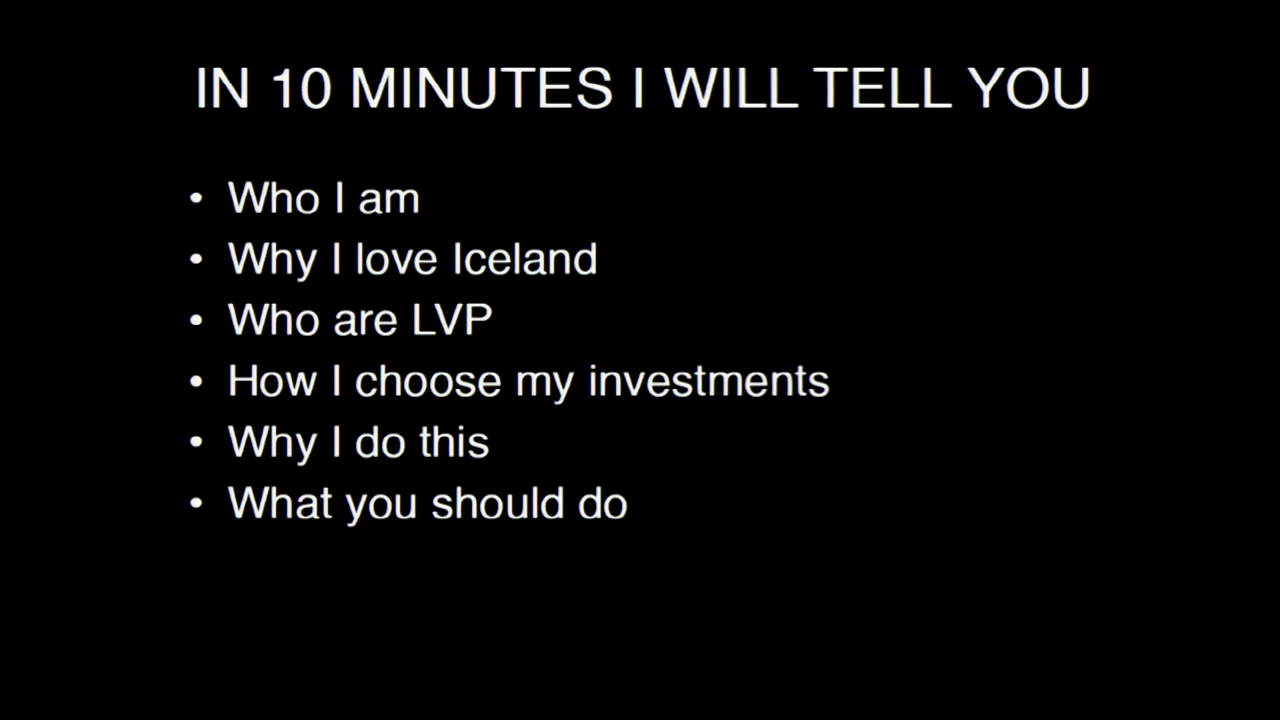 IN 10 MINUTES I WILL TELL YOU
• Who I am
• Why I love Iceland
• Who are LVP
• How I choose my investments
• Why I do this
• What you should do